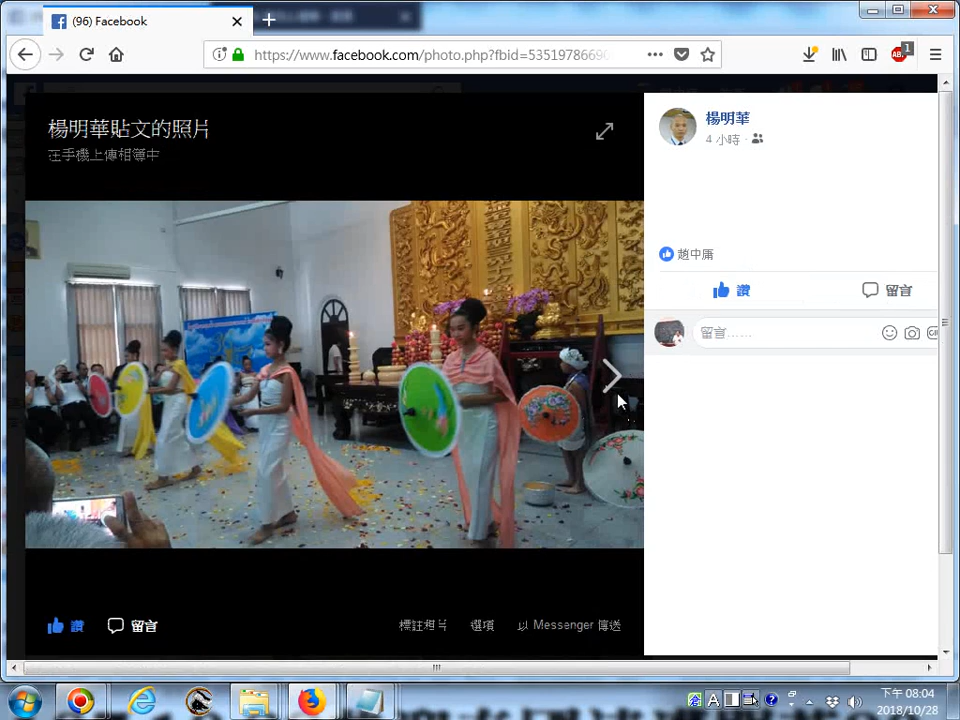 (96) Facebook
https://www.facebook.com/photo.php?fbid=53519786690
楊明華貼文的照片
在手機上傳相簿中
楊明華
4 小時
趙中庸
讚
留言
留言……
讚
留言
標註相片
選項
以 Messenger 傳送
1
A
下午 08:04
2018/10/28